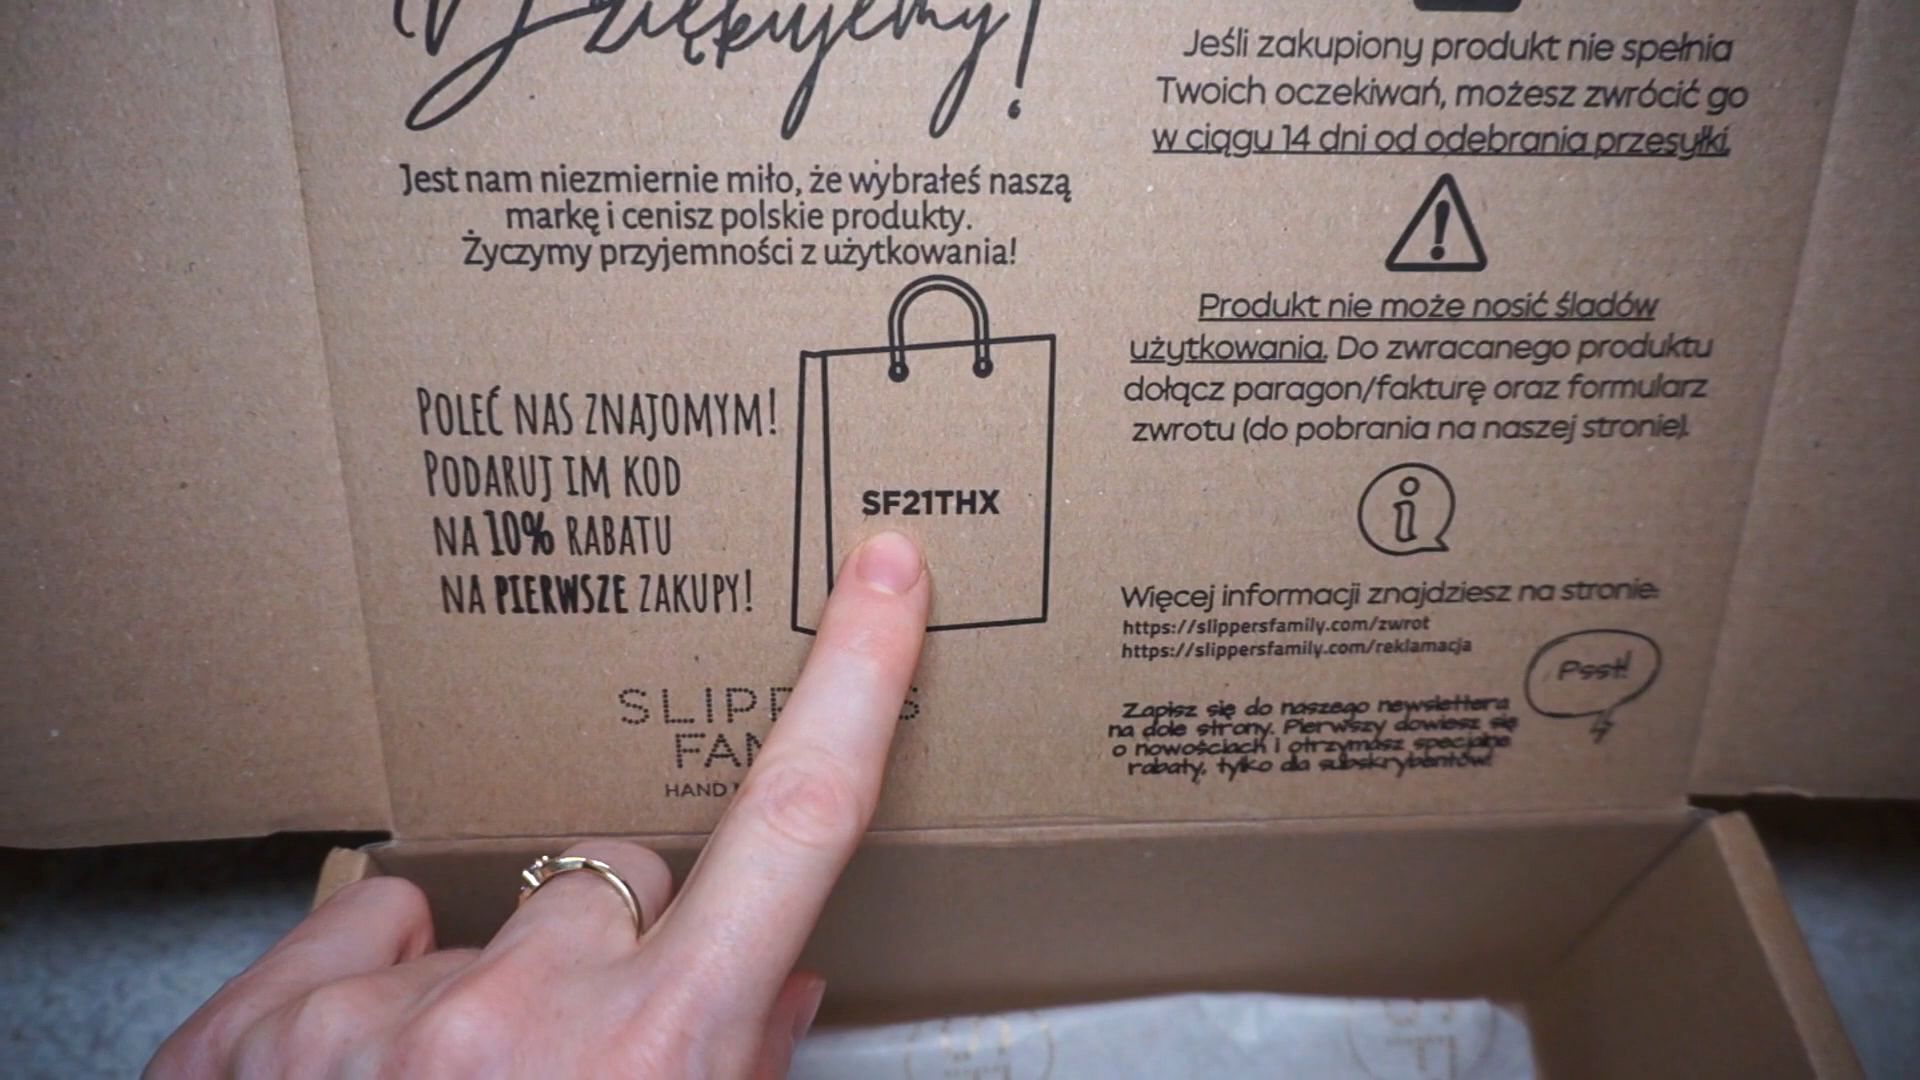 Dziękujemy!
Jest nam niezmiernie miło, że wybrałeś naszą
markę i cenisz polskie produkty.
Życzymy przyjemności z użytkowania!
POLEĆ NAS ZNAJOMYM!
PODARUJ IM KOD
NA 10% RABATU
NA PIERWSZE ZAKUPY!
SF21THX
HAND
Jeśli zakupiony produkt nie spełnia
Twoich oczekiwań, możesz zwrócić go
w ciągu 14 dni od odebrania przesyłki.
Produkt nie może nosić śladów
użytkowania. Do zwracanego produktu
dołącz paragon/fakturę oraz formularz
zwrotu (do pobrania na naszej stronie).
Więcej informacji znajdziesz na stronie:
https://slippersfamily.com/zwrot
https://slippersfamily.com/reklamacja
Psst!
Zapisz się do naszego newslettera
na dole strony. Pierwszy dowiesz się
o nowościach i otrzymasz specjalne
rabaty, tylko dla subskrybentów!